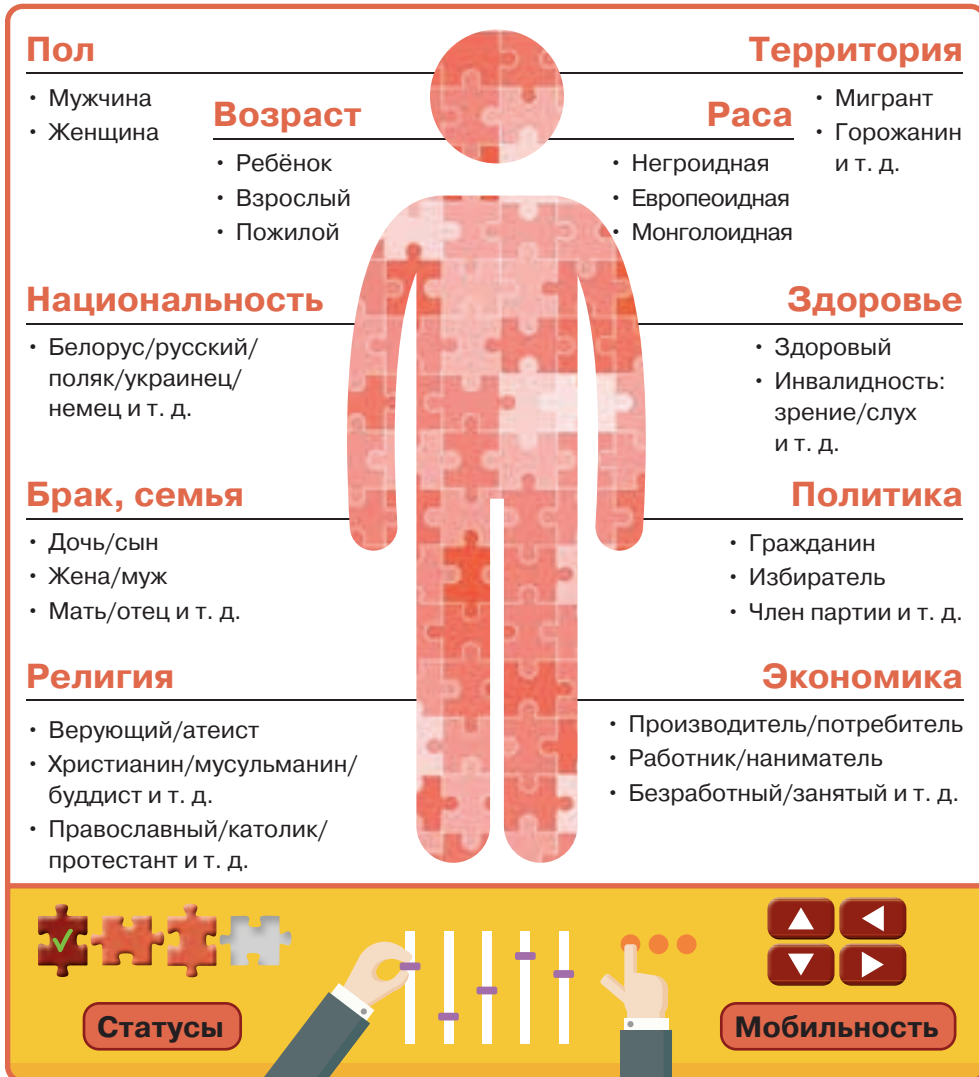 Пол
• Мужчина
• Женщина
Возраст
• Ребёнок
• Взрослый
• Пожилой
Территория
• Мигрант
• Горожанин
и т. д.
Раса
• Негроидная
• Европеоидная
• Монголоидная
Национальность
• Белорус/русский/
поляк/украинец/
немец и т. д.
Здоровье
• Здоровый
• Инвалидность:
зрение/слух
и т. д.
Брак, семья
• Дочь/сын
• Жена/муж
• Мать/отец и т. д.
Политика
• Гражданин
• Избиратель
• Член партии и т. д.
Религия
• Верующий/атеист
• Христианин/мусульманин/
буддист и т. д.
• Православный/католик/
протестант и т. д.
Экономика
• Производитель/потребитель
• Работник/наниматель
• Безработный/занятый и т. д.
Статусы
Мобильность